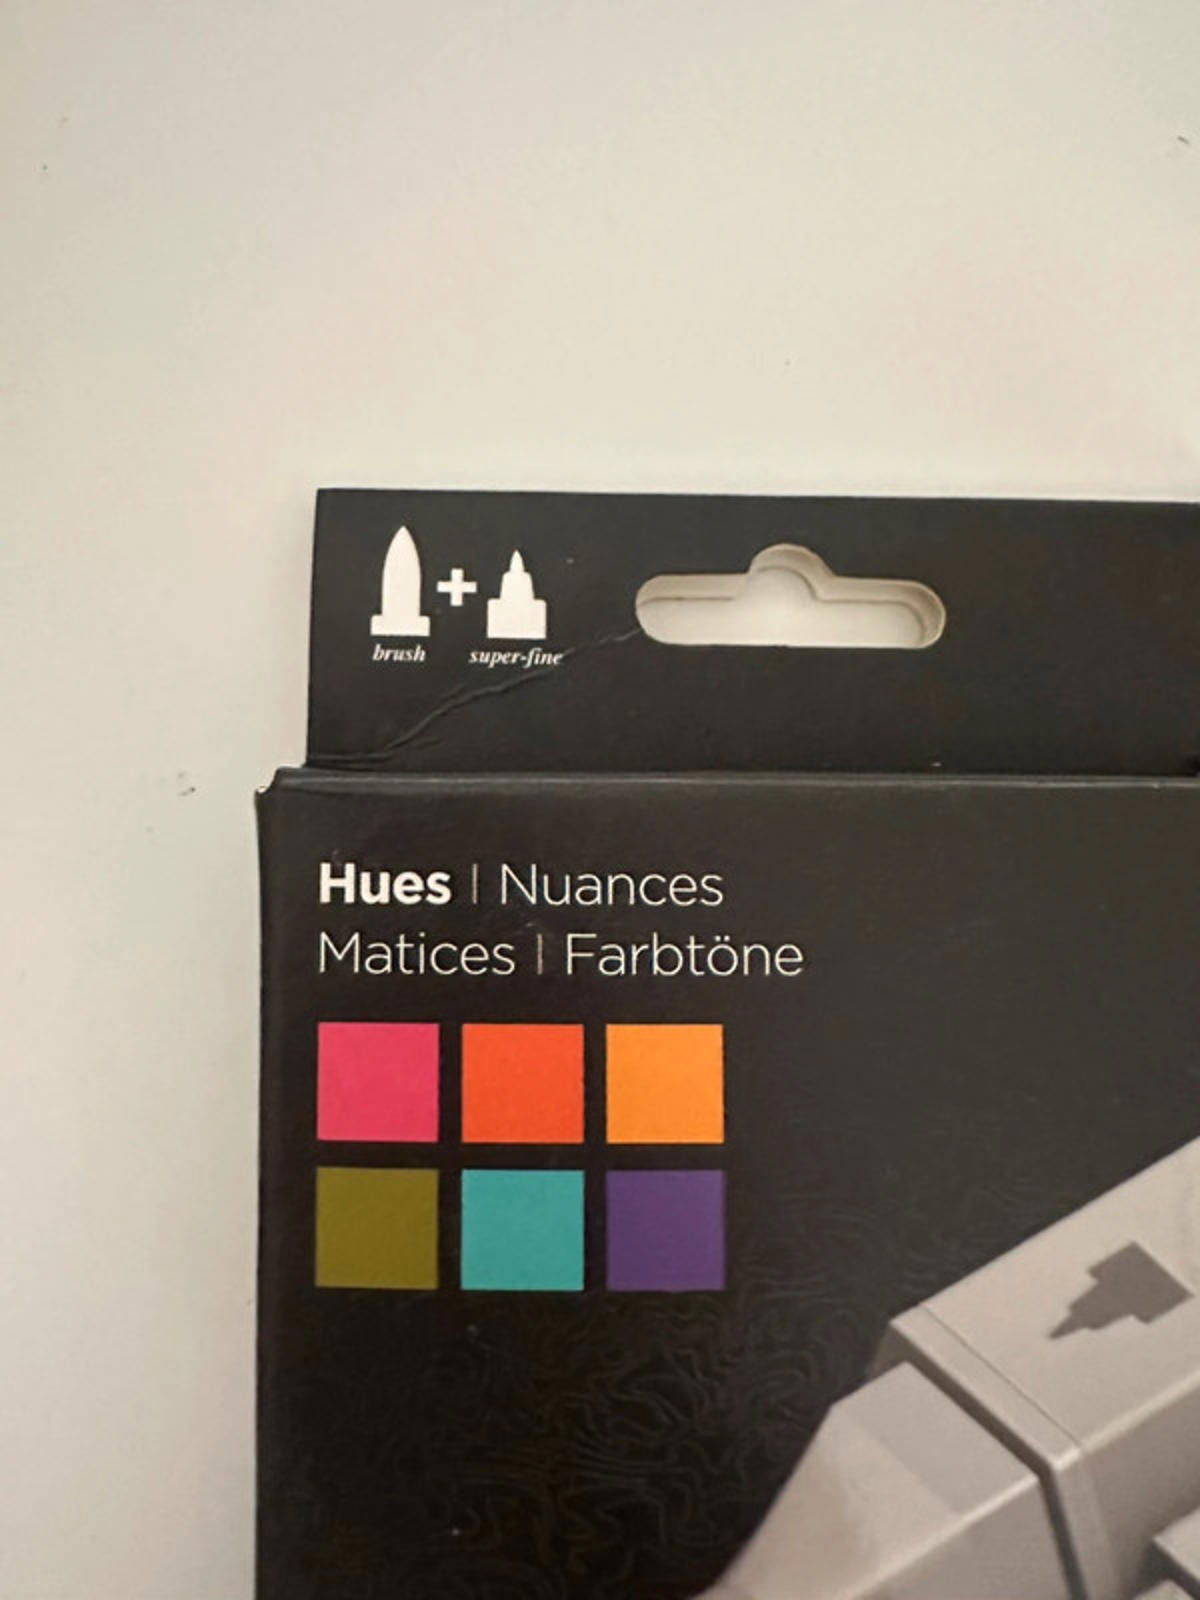 brush
super-fine
Hues | Nuances
Matices | Farbtöne